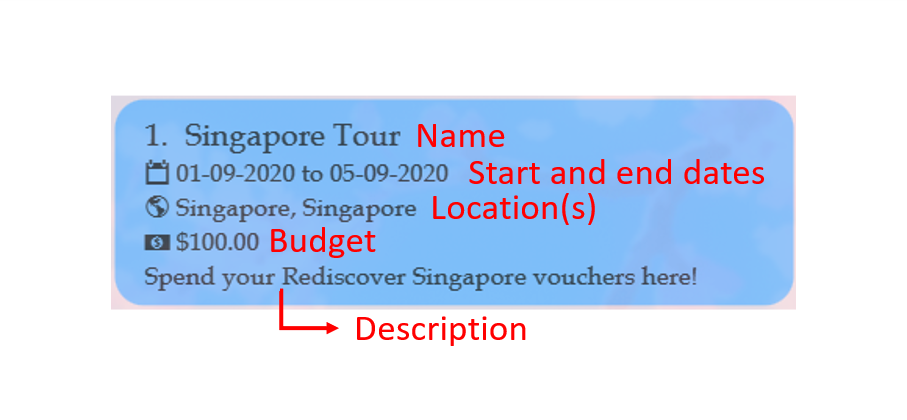 1. Singapore Tour Name
01-09-2020 to 05-09-2020 Start and end dates
Singapore, Singapore Location(s)
$100.00 Budget
Spend your Rediscover Singapore vouchers here!
Description